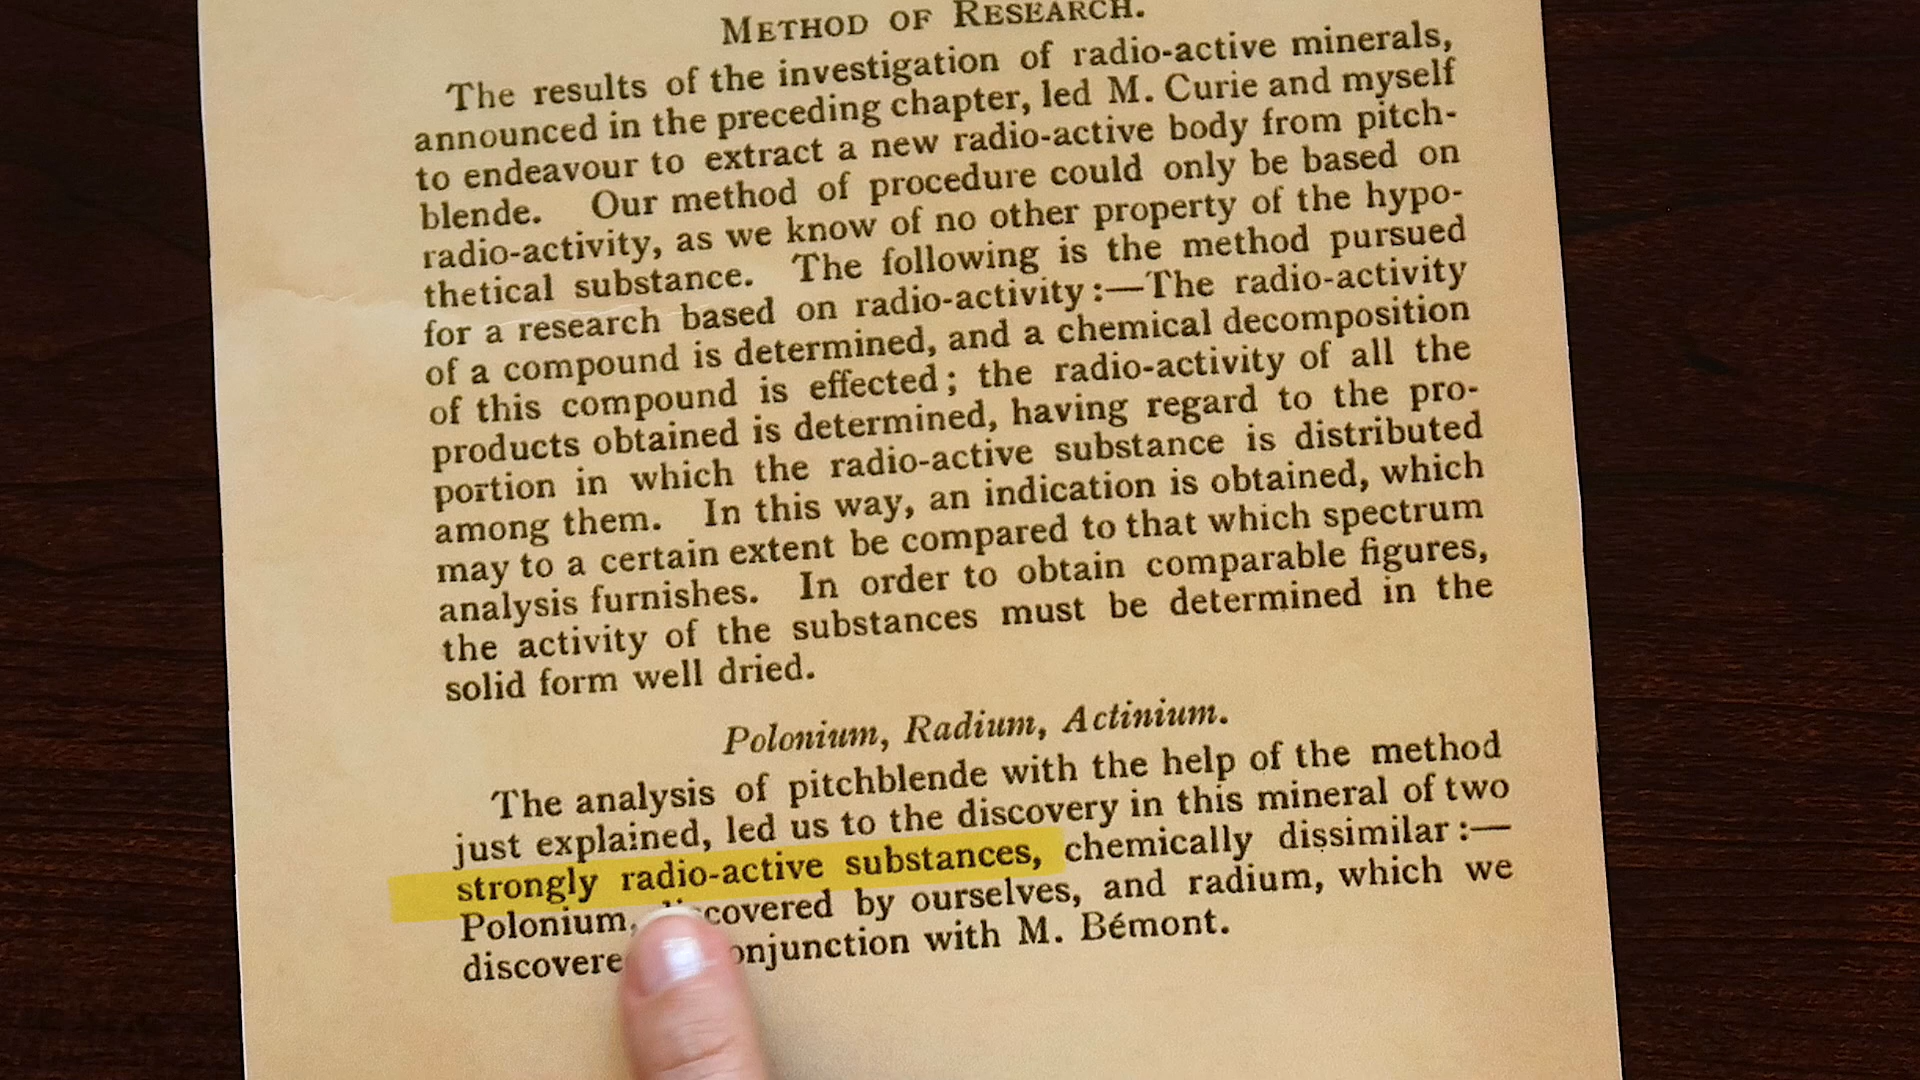 METHOD OF RESEARCH.
The results of the investigation of radio-active minerals,
announced in the preceding chapter, led M. Curie and myself
to endeavour to extract a new radio-active body from pitch-
blende. Our method of procedure could only be based on
radio-activity, as we know of no other property of the hypo-
thetical substance. The following is the method pursued
for a research based on radio-activity:—The radio-activity
of a compound is determined, and a chemical decomposition
of this compound is effected; the radio-activity of all the
products obtained is determined, having regard to the pro-
portion in which the radio-active substance is distributed
among them. In this way, an indication is obtained, which
may to a certain extent be compared to that which spectrum
analysis furnishes. In order to obtain comparable figures,
the activity of the substances must be determined in the
solid form well dried.
Polonium, Radium, Actinium.
The analysis of pitchblende with the help of the method
just explained, led us to the discovery in this mineral of two
strongly radio-active substances, chemically dissimilar:—
Polonium, by ourselves, and radium, which we
with M. Bémont.